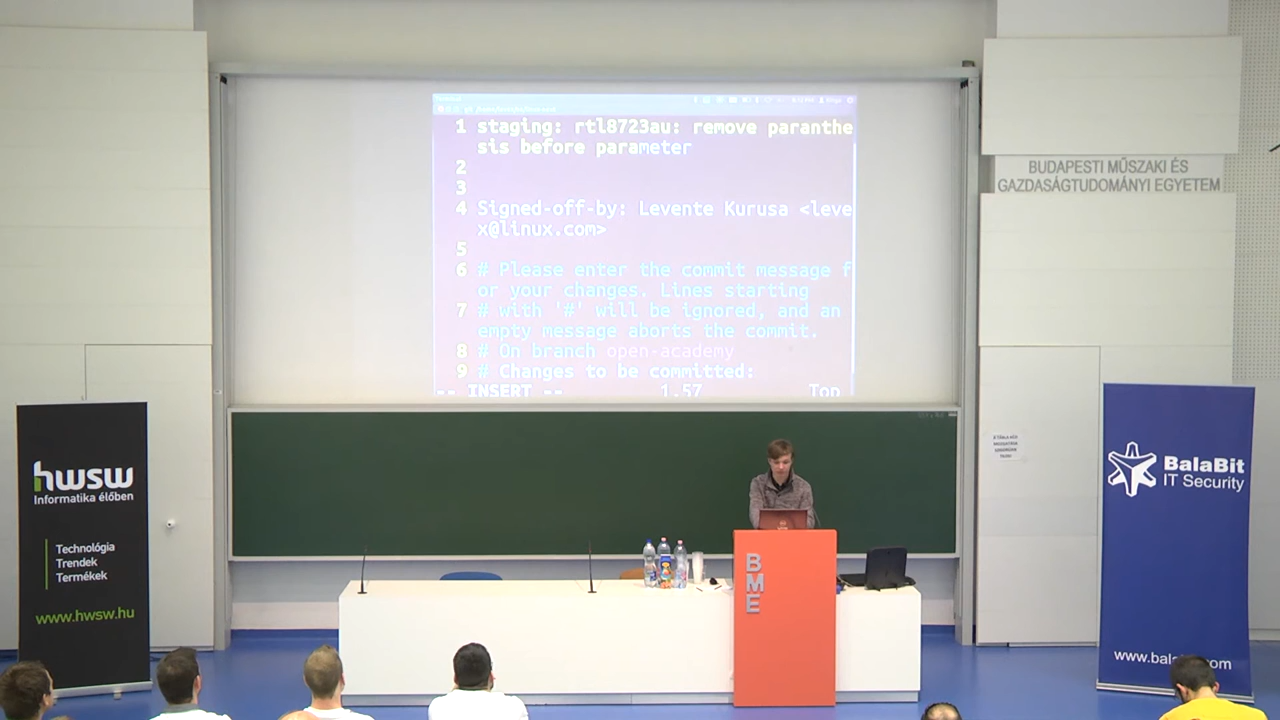 1 staging: rtl8723au: remove paranthe
sis before parameter
2
3
4 Signed-off-by: Levente Kurusa <leve
x@linux.com>
5
6 # Please enter the commit message f
or your changes. Lines starting
7 # with '#' will be ignored, and an
empty message aborts the commit.
8 # On branch open-academy
9 # Changes to be committed:
-- INSERT -- 1,57 Top
BUDAPESTI MŰSZAKI ÉS
GAZDASÁGTUDOMÁNYI EGYETEM
hwsw
Informatika élőben
Technológia
Trendek
Termékek
www.hwsw.hu
BME
BalaBit
IT Security